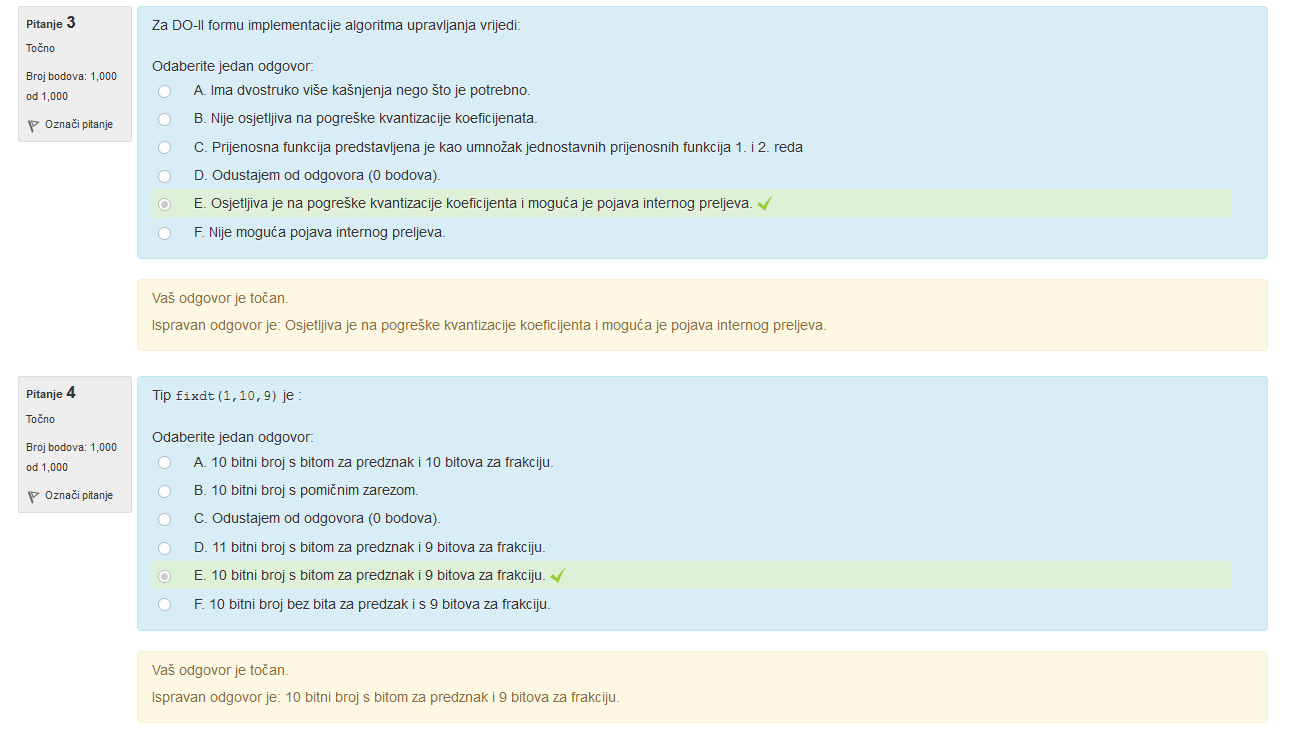 Pitanje 3
Točno
Broj bodova: 1,000
od 1,000
Označi pitanje
Za DO-II formu implementacije algoritma upravljanja vrijedi:
Odaberite jedan odgovor:
A. Ima dvostruko više kašnjenja nego što je potrebno.
B. Nije osjetljiva na pogreške kvantizacije koeficijenata.
C. Prijenosna funkcija predstavljena je kao umnožak jednostavnih prijenosnih funkcija 1. i 2. reda
D. Odustajem od odgovora (0 bodova).
E. Osjetljiva je na pogreške kvantizacije koeficijenta i moguća je pojava internog preljeva.
F. Nije moguća pojava internog preljeva.
Vaš odgovor je točan.
Ispravan odgovor je: Osjetljiva je na pogreške kvantizacije koeficijenta i moguća je pojava internog preljeva.
Pitanje 4
Točno
Broj bodova: 1,000
od 1,000
Označi pitanje
Tip fixdt(1,10,9) je :
Odaberite jedan odgovor:
A. 10 bitni broj s bitom za predznak i 10 bitova za frakciju.
B. 10 bitni broj s pomičnim zarezom.
C. Odustajem od odgovora (0 bodova).
D. 11 bitni broj s bitom za predznak i 9 bitova za frakciju.
E. 10 bitni broj s bitom za predznak i 9 bitova za frakciju.
F. 10 bitni broj bez bita za predzak i s 9 bitova za frakciju.
Vaš odgovor je točan.
Ispravan odgovor je: 10 bitni broj s bitom za predznak i 9 bitova za frakciju.